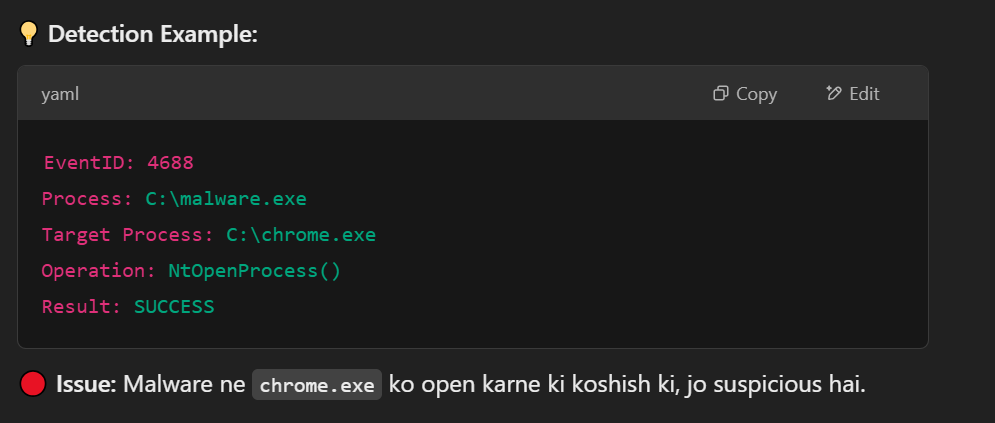 💡 Detection Example:
yaml
Copy
Edit
EventID: 4688
Process: C:\malware.exe
Target Process: C:\chrome.exe
Operation: NtOpenProcess()
Result: SUCCESS
🔴 Issue: Malware ne chrome.exe ko open karne ki koshish ki, jo suspicious hai.